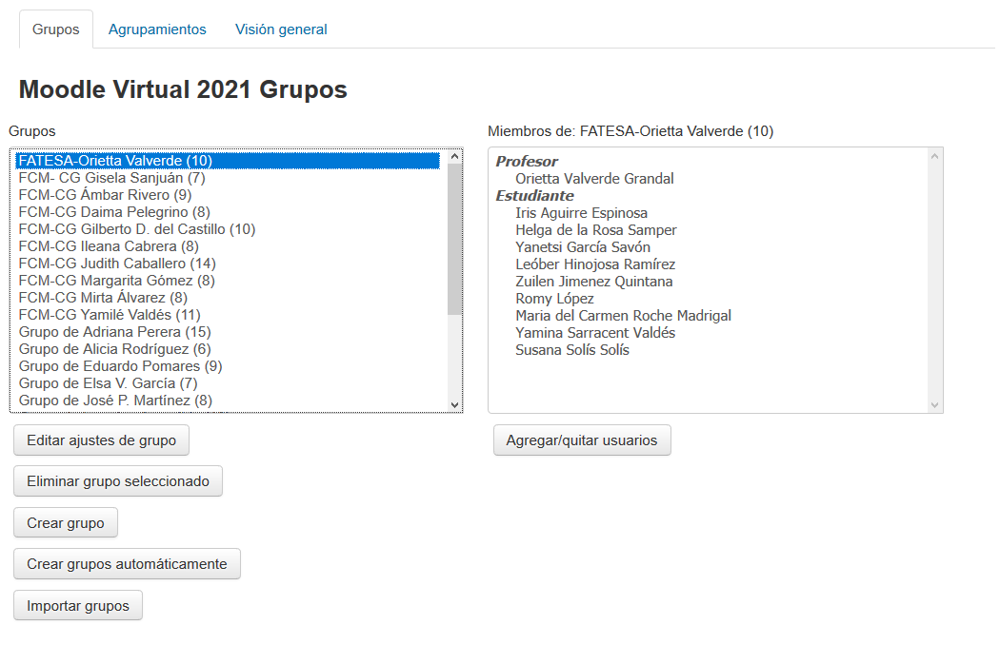 Grupos Agrupamientos Visión general
Moodle Virtual 2021 Grupos
Grupos
FATESA-Orietta Valverde (10)
FCM- CG Gisela Sanjuán (7)
FCM-CG Ámbar Rivero (9)
FCM-CG Daima Pelegrino (8)
FCM-CG Gilberto D. del Castillo (10)
FCM-CG Ileana Cabrera (8)
FCM-CG Judith Caballero (14)
FCM-CG Margarita Gómez (8)
FCM-CG Mirta Álvarez (8)
FCM-CG Yamilé Valdés (11)
Grupo de Adriana Perera (15)
Grupo de Alicia Rodríguez (6)
Grupo de Eduardo Pomares (9)
Grupo de Elsa V. García (7)
Grupo de José P. Martínez (8)
Editar ajustes de grupo
Eliminar grupo seleccionado
Crear grupo
Crear grupos automáticamente
Importar grupos
Miembros de: FATESA-Orietta Valverde (10)
Profesor
Orietta Valverde Grandal
Estudiante
Iris Aguirre Espinosa
Helga de la Rosa Samper
Yanetsi García Savón
Leóber Hinojosa Ramírez
Zuilen Jimenez Quintana
Romy López
Maria del Carmen Roche Madrigal
Yamina Sarracent Valdés
Susana Solís Solís
Agregar/quitar usuarios